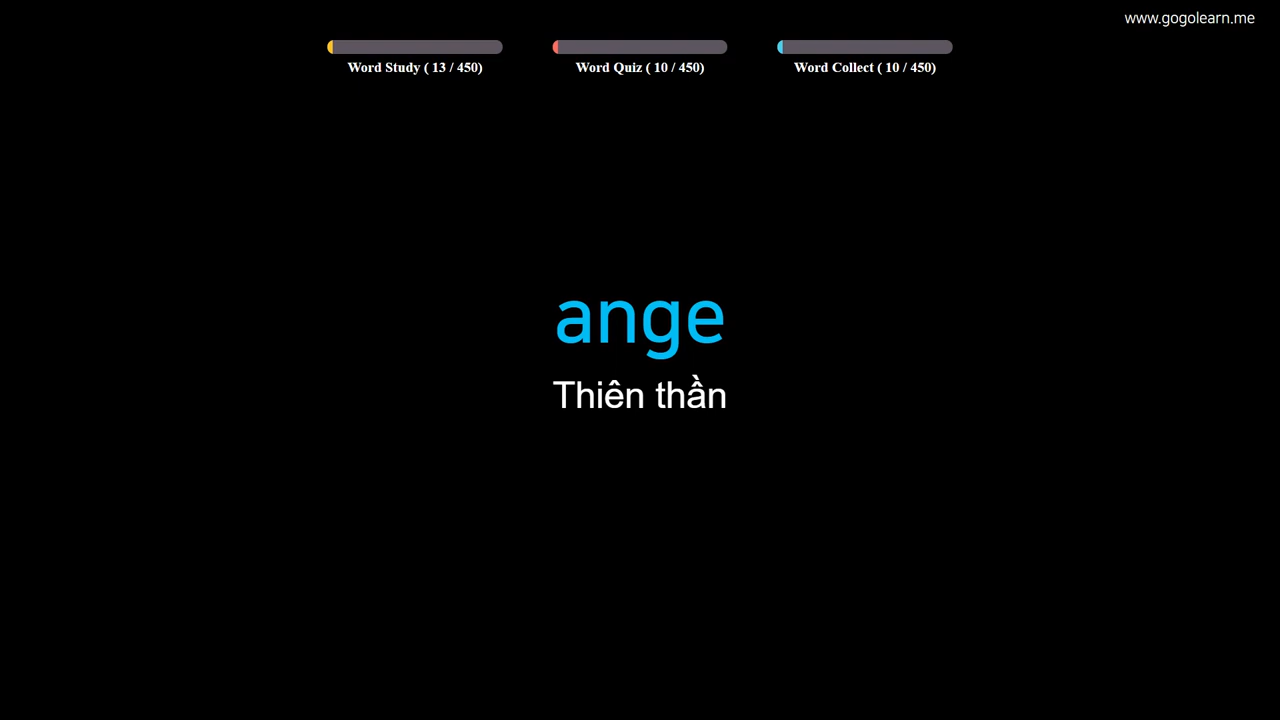 www.gogolearn.me
Word Study ( 13 / 450)
Word Quiz ( 10 / 450)
Word Collect ( 10 / 450)
ange
Thiên thần